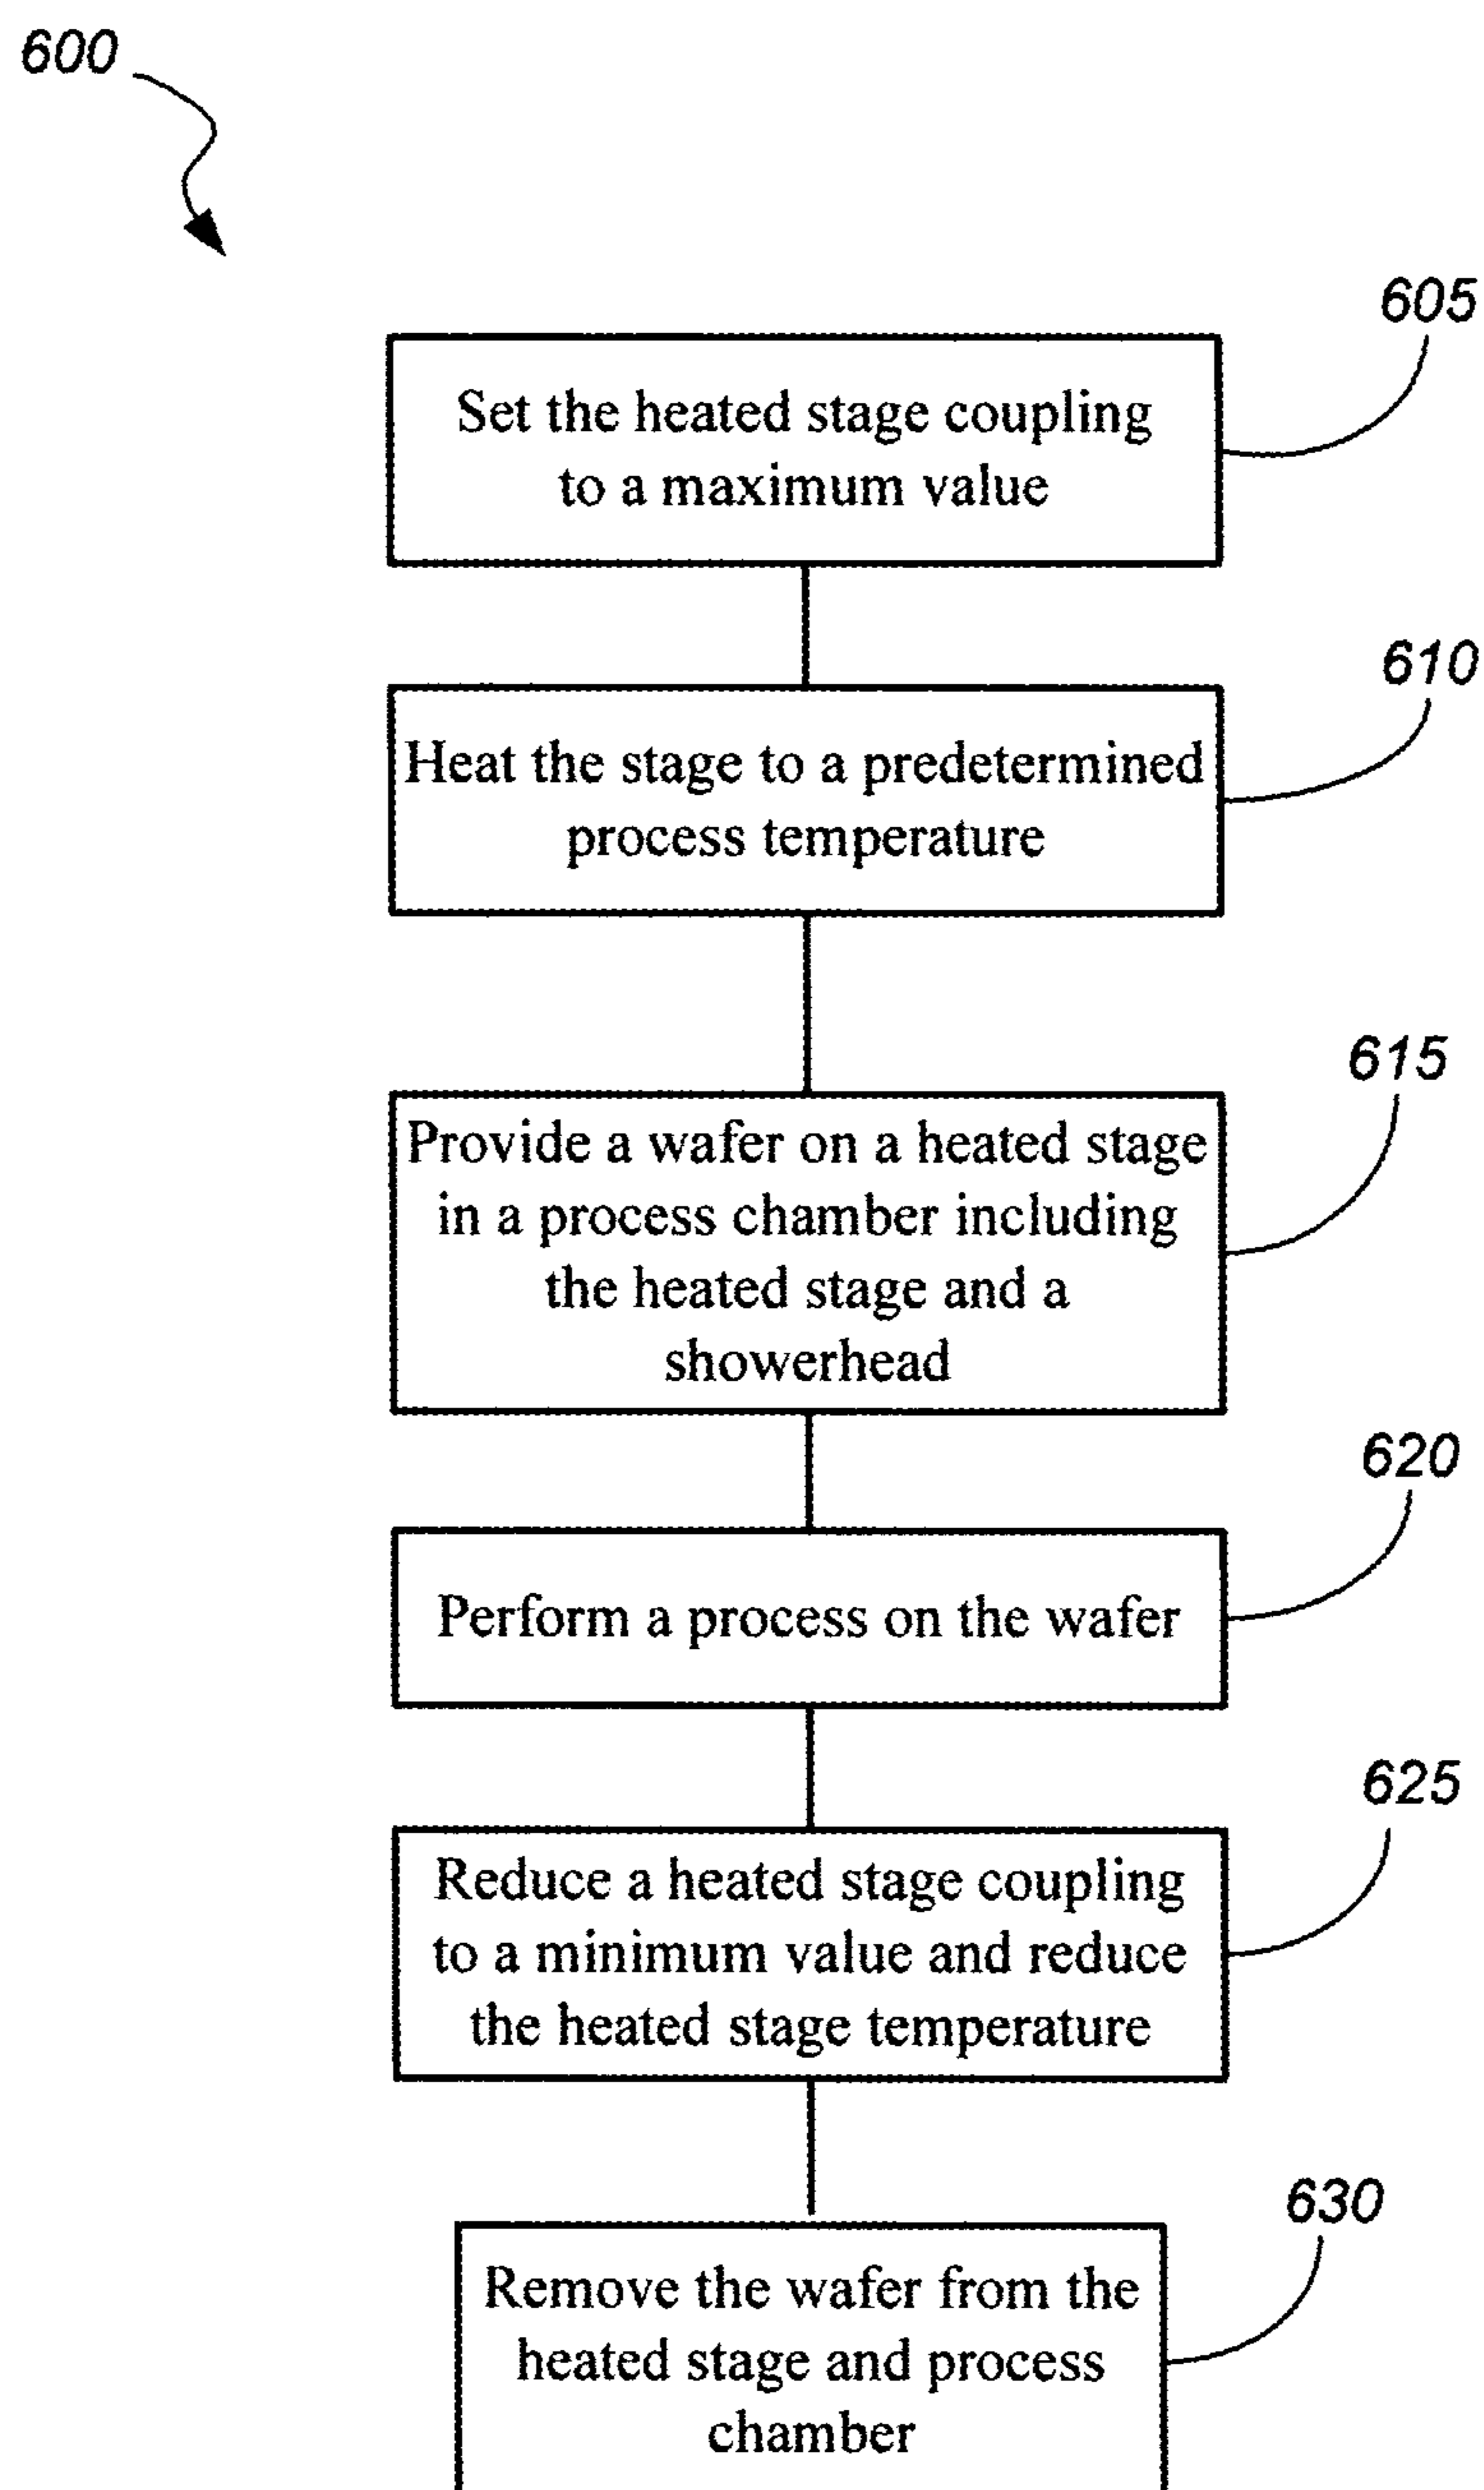 600
605
Set the heated stage coupling
to a maximum value
610
Heat the stage to a predetermined
process temperature
615
Provide a wafer on a heated stage
in a process chamber including
the heated stage and a
showerhead
620
Perform a process on the wafer
625
Reduce a heated stage coupling
to a minimum value and reduce
the heated stage temperature
630
Remove the wafer from the
heated stage and process
chamber